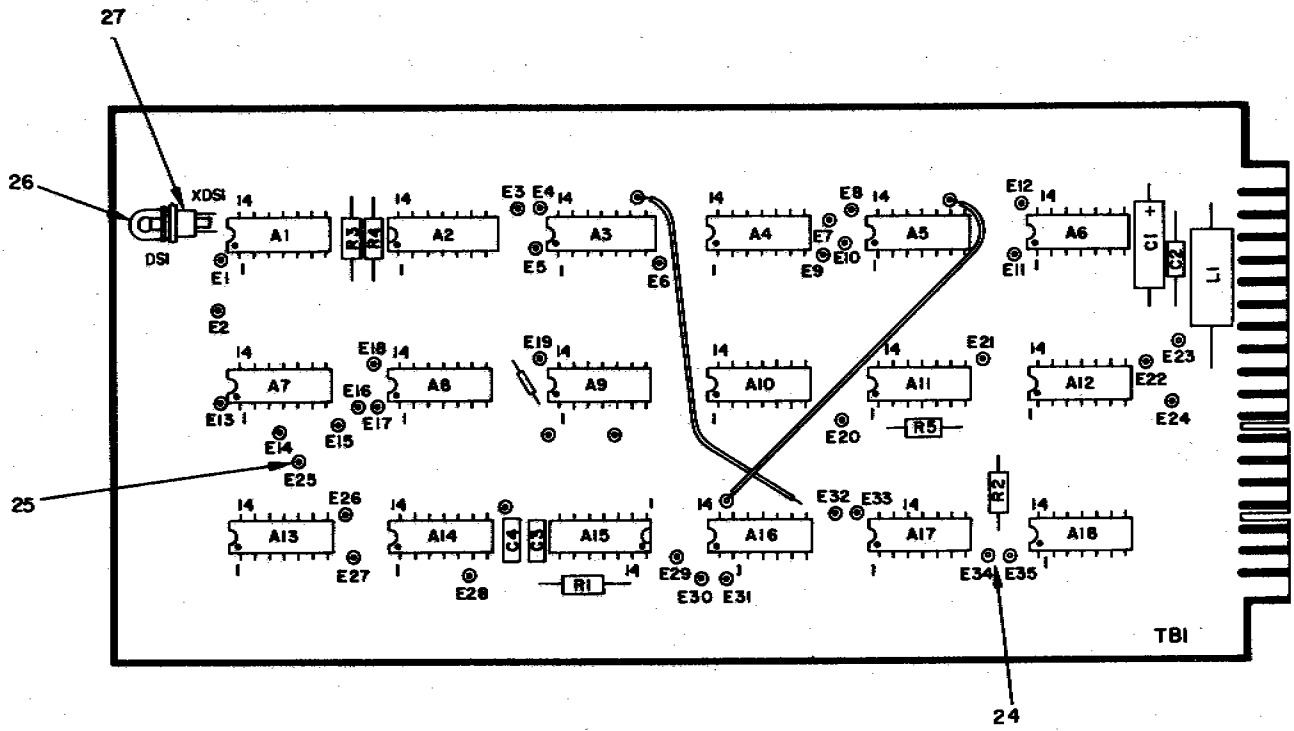 27
26
XDS1
DS1
14 A1 1
E1
E2
R3
R4
14 A2 1
E3 E4
E5
14 A3 1
E6
14 A4 1
E7
E8
E9
E10
14 A5 1
E12
E11
14 A6 1
+
C1
C2
L1
14 A7 1
E13
E14
E15
E16
E17
E18
14 A8 1
E19
14 A9 1
14 A10 1
14 A11 1
E20
E21
R5
14 A12 1
E22
E23
E24
25
E25
14 A13 1
E26
E27
14 A14 1
E28
C4
C3
1 A15 14
R1
E29
E30
E31
14 A16 1
E32 E33
14 A17 1
R2
E34 E35
14 A18 1
TB1
24